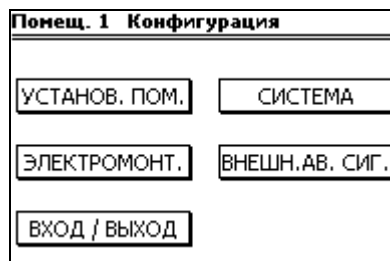 Помещ. 1 Конфигурация
УСТАНОВ. ПОМ.
СИСТЕМА
ЭЛЕКТРОМОНТ.
ВНЕШН.АВ. СИГ.
ВХОД / ВЫХОД